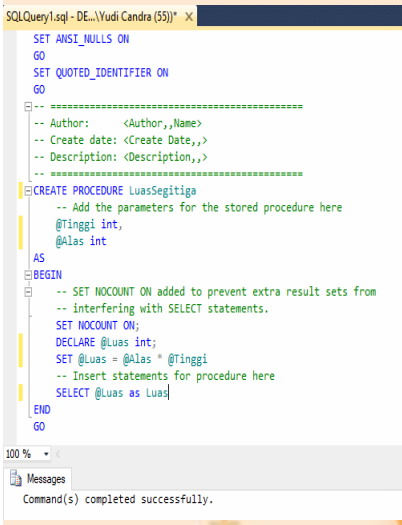 SQLQuery1.sql - DE...\Yudi Candra (55))* ×
SET ANSI_NULLS ON
GO
SET QUOTED_IDENTIFIER ON
GO
-- =============================================
-- Author:      <Author,,Name>
-- Create date: <Create Date,,>
-- Description: <Description,,>
-- =============================================
CREATE PROCEDURE LuasSegitiga
-- Add the parameters for the stored procedure here
@Tinggi int,
@Alas int
AS
BEGIN
-- SET NOCOUNT ON added to prevent extra result sets from
-- interfering with SELECT statements.
SET NOCOUNT ON;
DECLARE @Luas int;
SET @Luas = @Alas * @Tinggi
-- Insert statements for procedure here
SELECT @Luas as Luas
END
GO
100 %
Messages
Command(s) completed successfully.